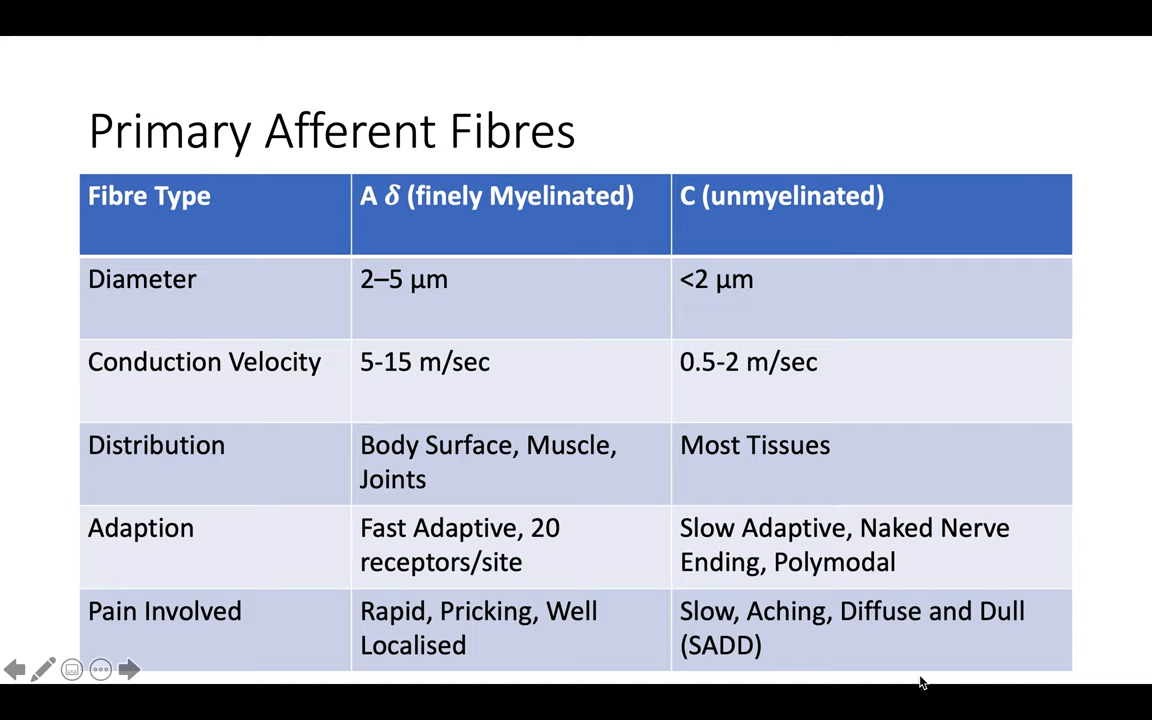 Primary Afferent Fibres
Fibre Type
A δ (finely Myelinated)
C (unmyelinated)
Diameter
2–5 μm
<2 μm
Conduction Velocity
5-15 m/sec
0.5-2 m/sec
Distribution
Body Surface, Muscle,
Joints
Most Tissues
Adaption
Fast Adaptive, 20
receptors/site
Slow Adaptive, Naked Nerve
Ending, Polymodal
Pain Involved
Rapid, Pricking, Well
Localised
Slow, Aching, Diffuse and Dull
(SADD)